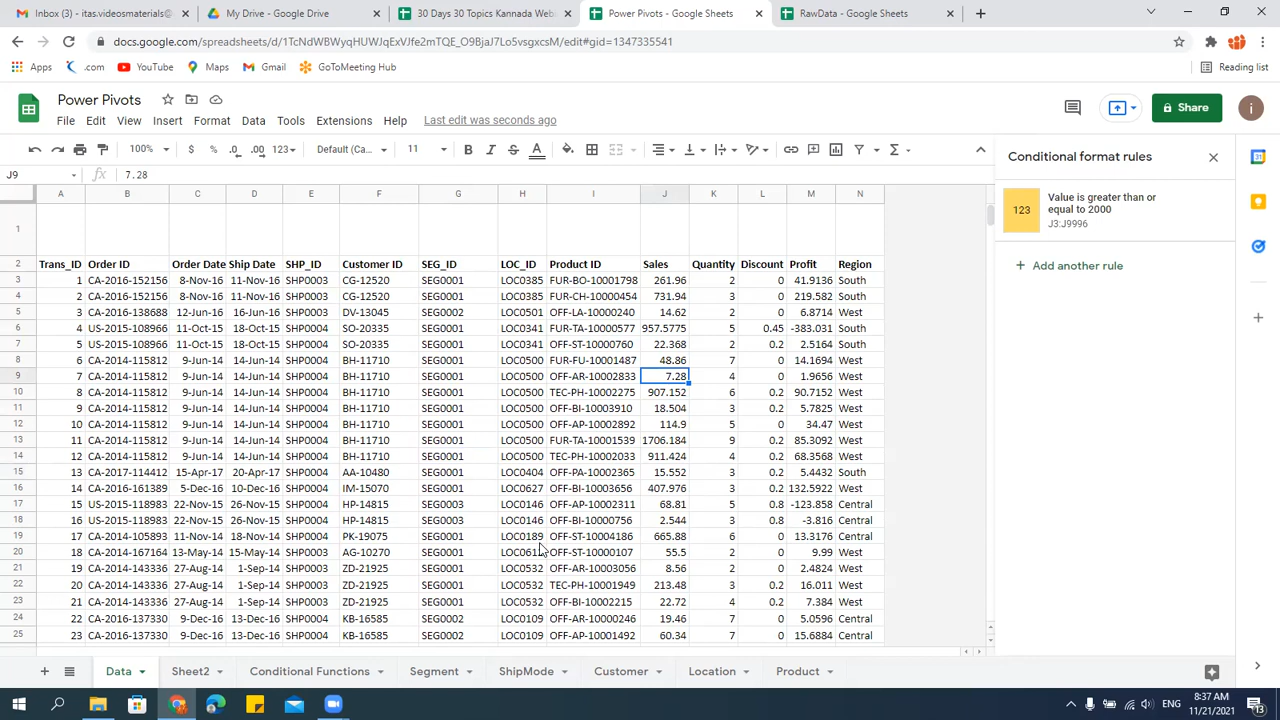 Inbox (3) - its.videosmaterials@
My Drive - Google Drive
30 Days 30 Topics Kannada Web
Power Pivots - Google Sheets
RawData - Google Sheets
docs.google.com/spreadsheets/d/1TcNdWBWyqHUWJqExVJfe2mTQE_O9BjaJ7Lo5vsgxcsM/edit#gid=1347335541
Apps .com YouTube Maps Gmail GoToMeeting Hub Reading list
Power Pivots
File Edit View Insert Format Data Tools Extensions Help Last edit was seconds ago
Share i
100% $ % .0 .00 123 Default (Ca... 11 B I S A
J9 fx 7.28
A B C D E F G H I J K L M N
1
2 Trans_ID Order ID Order Date Ship Date SHP_ID Customer ID SEG_ID LOC_ID Product ID Sales Quantity Discount Profit Region
3 1 CA-2016-152156 8-Nov-16 11-Nov-16 SHP0003 CG-12520 SEG0001 LOC0385 FUR-BO-10001798 261.96 2 0 41.9136 South
4 2 CA-2016-152156 8-Nov-16 11-Nov-16 SHP0003 CG-12520 SEG0001 LOC0385 FUR-CH-10000454 731.94 3 0 219.582 South
5 3 CA-2016-138688 12-Jun-16 16-Jun-16 SHP0003 DV-13045 SEG0002 LOC0501 OFF-LA-10000240 14.62 2 0 6.8714 West
6 4 US-2015-108966 11-Oct-15 18-Oct-15 SHP0004 SO-20335 SEG0001 LOC0341 FUR-TA-10000577 957.5775 5 0.45 -383.031 South
7 5 US-2015-108966 11-Oct-15 18-Oct-15 SHP0004 SO-20335 SEG0001 LOC0341 OFF-ST-10000760 22.368 2 0.2 2.5164 South
8 6 CA-2014-115812 9-Jun-14 14-Jun-14 SHP0004 BH-11710 SEG0001 LOC0500 FUR-FU-10001487 48.86 7 0 14.1694 West
9 7 CA-2014-115812 9-Jun-14 14-Jun-14 SHP0004 BH-11710 SEG0001 LOC0500 OFF-AR-10002833 7.28 4 0 1.9656 West
10 8 CA-2014-115812 9-Jun-14 14-Jun-14 SHP0004 BH-11710 SEG0001 LOC0500 TEC-PH-10002275 907.152 6 0.2 90.7152 West
11 9 CA-2014-115812 9-Jun-14 14-Jun-14 SHP0004 BH-11710 SEG0001 LOC0500 OFF-BI-10003910 18.504 3 0.2 5.7825 West
12 10 CA-2014-115812 9-Jun-14 14-Jun-14 SHP0004 BH-11710 SEG0001 LOC0500 OFF-AP-10002892 114.9 5 0 34.47 West
13 11 CA-2014-115812 9-Jun-14 14-Jun-14 SHP0004 BH-11710 SEG0001 LOC0500 FUR-TA-10001539 1706.184 9 0.2 85.3092 West
14 12 CA-2014-115812 9-Jun-14 14-Jun-14 SHP0004 BH-11710 SEG0001 LOC0500 TEC-PH-10002033 911.424 4 0.2 68.3568 West
15 13 CA-2017-114412 15-Apr-17 20-Apr-17 SHP0004 AA-10480 SEG0001 LOC0404 OFF-PA-10002365 15.552 3 0.2 5.4432 South
16 14 CA-2016-161389 5-Dec-16 10-Dec-16 SHP0004 IM-15070 SEG0001 LOC0627 OFF-BI-10003656 407.976 3 0.2 132.5922 West
17 15 US-2015-118983 22-Nov-15 26-Nov-15 SHP0004 HP-14815 SEG0003 LOC0146 OFF-AP-10002311 68.81 5 0.8 -123.858 Central
18 16 US-2015-118983 22-Nov-15 26-Nov-15 SHP0004 HP-14815 SEG0003 LOC0146 OFF-BI-10000756 2.544 3 0.8 -3.816 Central
19 17 CA-2014-105893 11-Nov-14 18-Nov-14 SHP0004 PK-19075 SEG0001 LOC0189 OFF-ST-10004186 665.88 6 0 13.3176 Central
20 18 CA-2014-167164 13-May-14 15-May-14 SHP0003 AG-10270 SEG0001 OFF-ST-10000107 55.5 2 0 9.99 West
21 19 CA-2014-143336 27-Aug-14 1-Sep-14 SHP0003 ZD-21925 SEG0001 LOC0532 OFF-AR-10003056 8.56 2 0 2.4824 West
22 20 CA-2014-143336 27-Aug-14 1-Sep-14 SHP0003 ZD-21925 SEG0001 LOC0532 TEC-PH-10001949 213.48 3 0.2 16.011 West
23 21 CA-2014-143336 27-Aug-14 1-Sep-14 SHP0003 ZD-21925 SEG0001 LOC0532 OFF-BI-10002215 22.72 4 0.2 7.384 West
24 22 CA-2016-137330 9-Dec-16 13-Dec-16 SHP0004 KB-16585 SEG0002 LOC0109 OFF-AR-10000246 19.46 7 0 5.0596 Central
25 23 CA-2016-137330 9-Dec-16 13-Dec-16 SHP0004 KB-16585 SEG0002 LOC0109 OFF-AP-10001492 60.34 7 0 15.6884 Central
Conditional format rules
123
Value is greater than or
equal to 2000
J3:J9996
+ Add another rule
Data Sheet2 Conditional Functions Segment ShipMode Customer Location Product
ENG 8:37 AM
11/21/2021 13